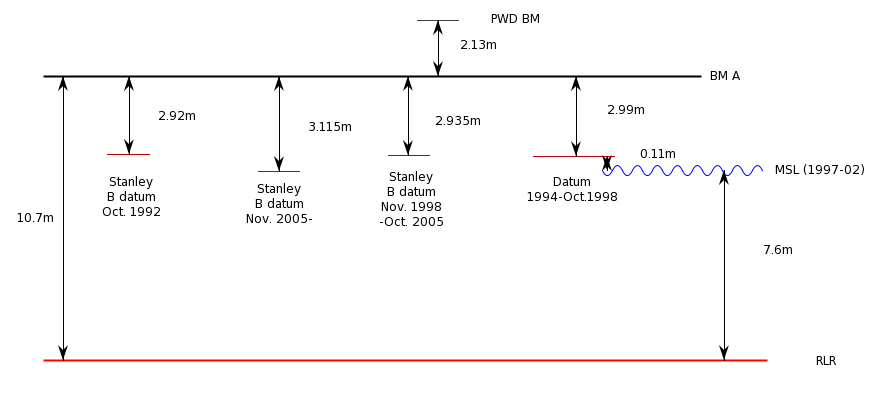 PWD BM
2.13m
BM A
2.92m
3.115m
2.935m
2.99m
0.11m
MSL (1997-02)
Stanley
B datum
Oct. 1992
Stanley
B datum
Nov. 2005-
Stanley
B datum
Nov. 1998
-Oct. 2005
Datum
1994-Oct.1998
10.7m
7.6m
RLR